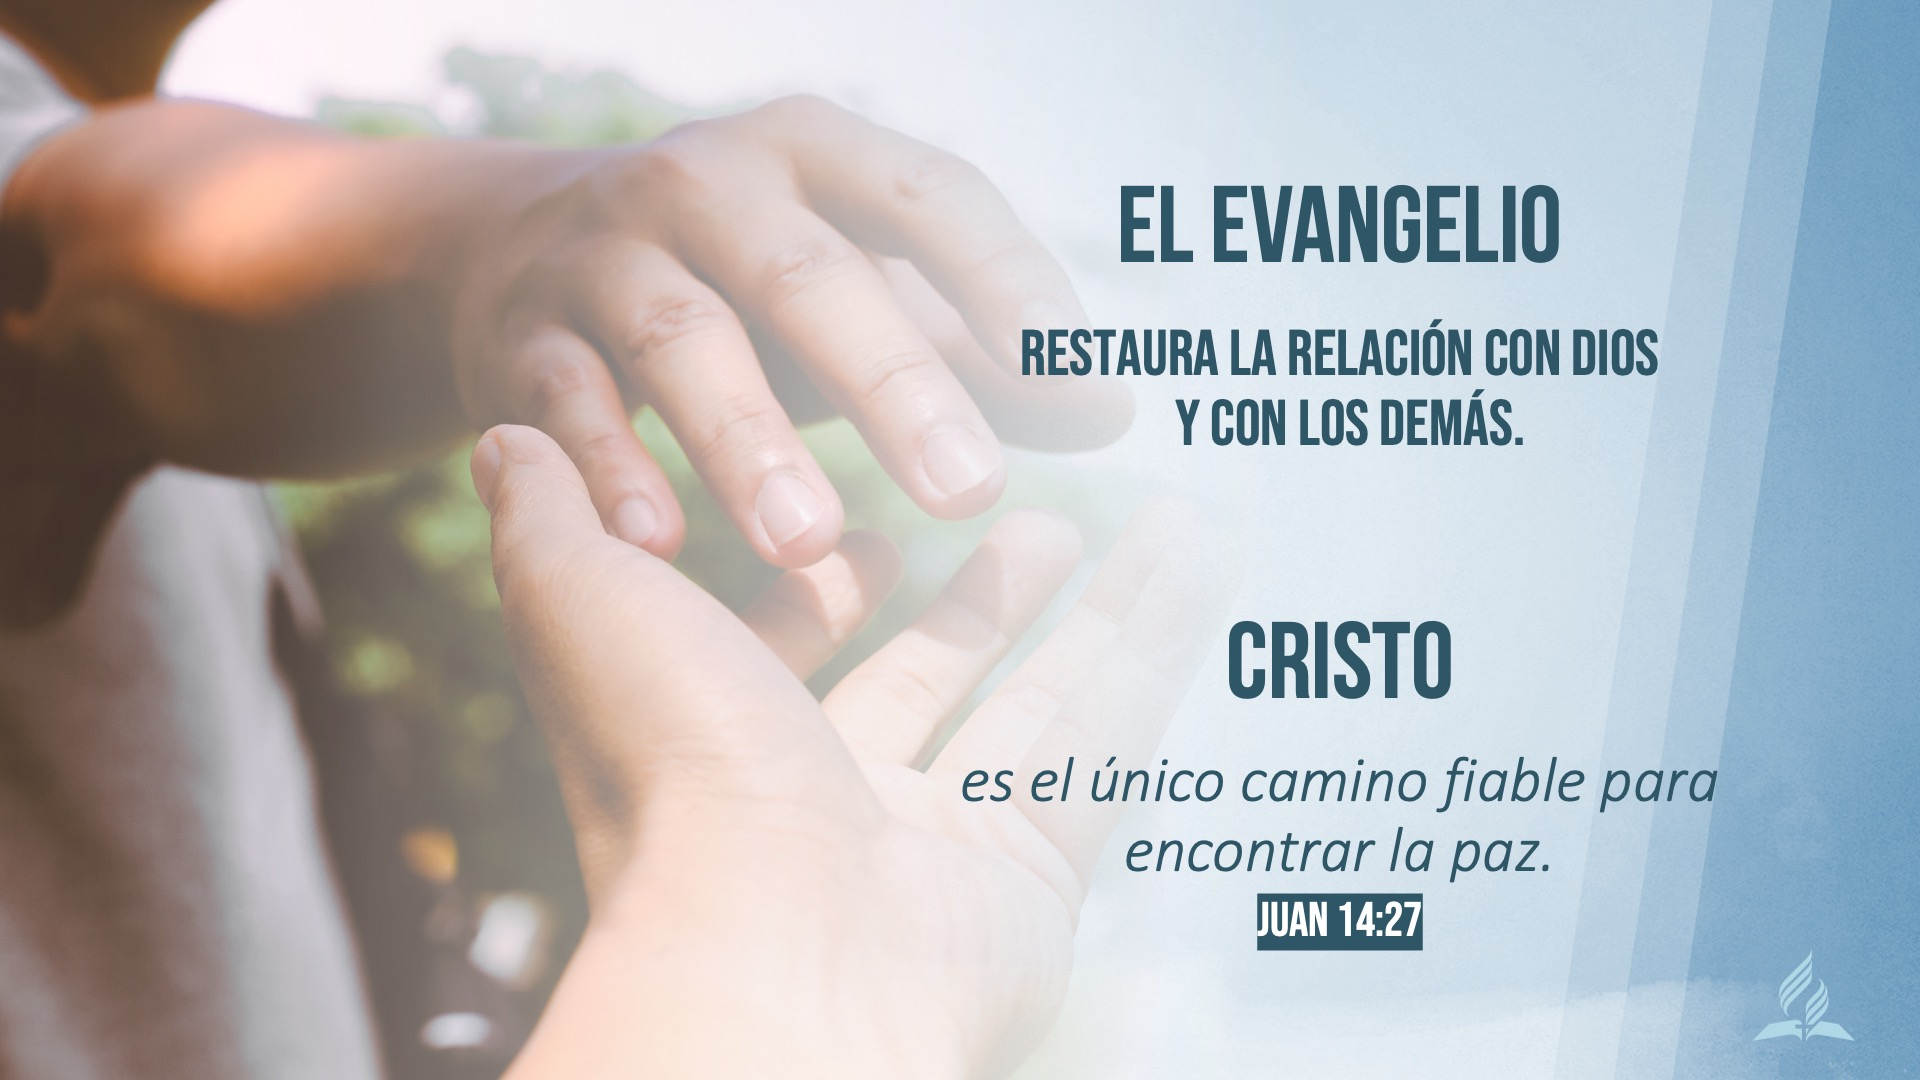 EL EVANGELIO
RESTAURA LA RELACIÓN CON DIOS
Y CON LOS DEMÁS.
CRISTO
es el único camino fiable para
encontrar la paz.
JUAN 14:27